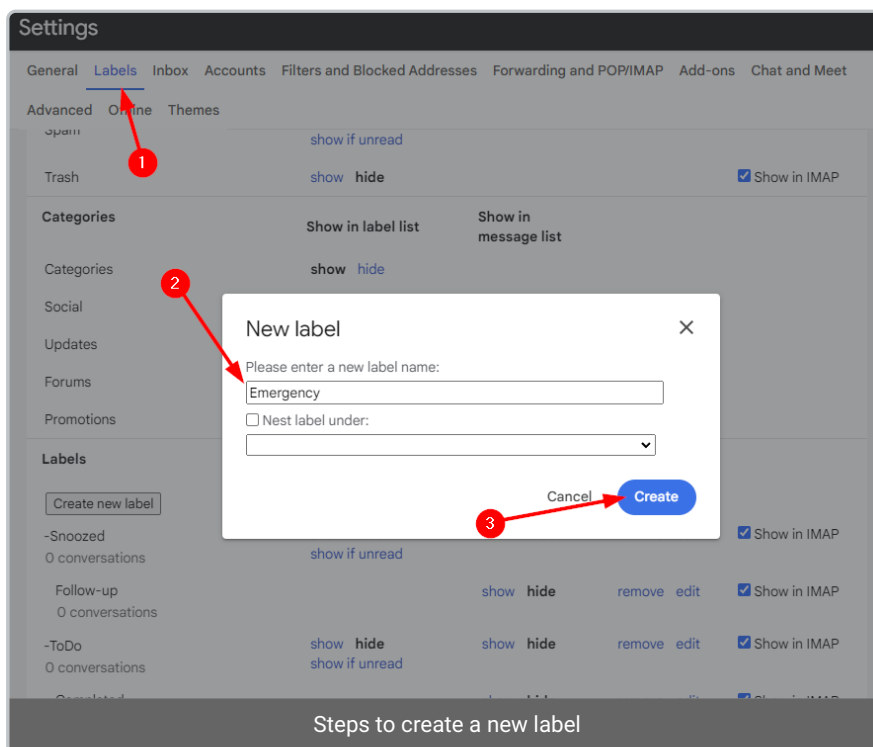 Settings
General Labels Inbox Accounts Filters and Blocked Addresses Forwarding and POP/IMAP Add-ons Chat and Meet
Advanced Offline Themes
Spam
show if unread
1
Trash show hide Show in IMAP
Categories Show in label list Show in
message list
Categories show hide
2
Social
Updates
Forums
Promotions
New label
Please enter a new label name:
Emergency
Nest label under:
Cancel Create
3
Labels
Create new label
-Snoozed Show in IMAP
0 conversations show if unread
Follow-up show hide remove edit Show in IMAP
0 conversations
-ToDo show hide show hide remove edit Show in IMAP
0 conversations show if unread
Steps to create a new label